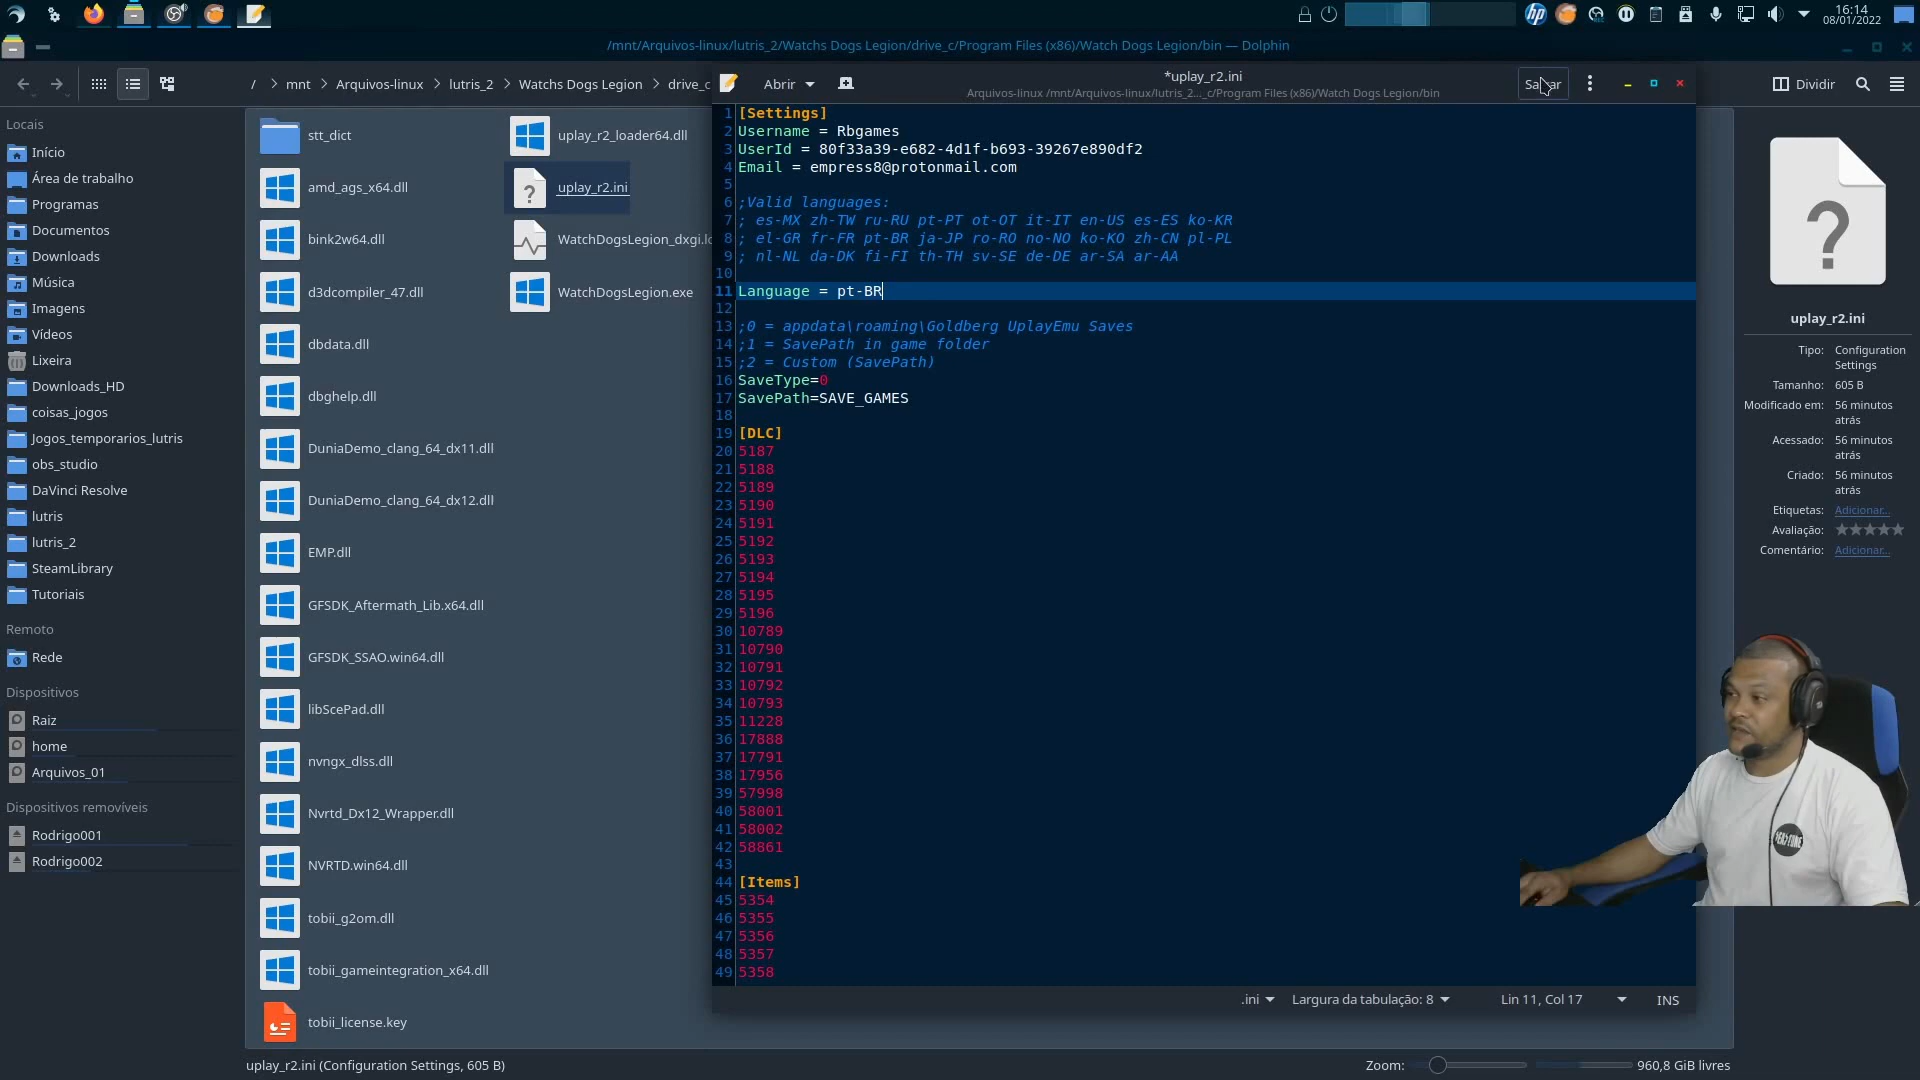 16:14
08/01/2022
/mnt/Arquivos-linux/lutris_2/Watchs Dogs Legion/drive_c/Program Files (x86)/Watch Dogs Legion/bin — Dolphin
/ > mnt > Arquivos-linux > lutris_2 > Watchs Dogs Legion > drive_c
Abrir
*uplay_r2.ini
Arquivos-linux /mnt/Arquivos-linux/lutris_2..._c/Program Files (x86)/Watch Dogs Legion/bin
Dividir
Locais
Início
Área de trabalho
Programas
Documentos
Downloads
Música
Imagens
Vídeos
Lixeira
Downloads_HD
coisas_jogos
Jogos_temporarios_lutris
obs_studio
DaVinci Resolve
lutris
lutris_2
SteamLibrary
Tutoriais
Remoto
Rede
Dispositivos
Raiz
home
Arquivos_01
Dispositivos removíveis
Rodrigo001
Rodrigo002
stt_dict
amd_ags_x64.dll
bink2w64.dll
d3dcompiler_47.dll
dbdata.dll
dbghelp.dll
DuniaDemo_clang_64_dx11.dll
DuniaDemo_clang_64_dx12.dll
EMP.dll
GFSDK_Aftermath_Lib.x64.dll
GFSDK_SSAO.win64.dll
libScePad.dll
nvngx_dlss.dll
Nvrtd_Dx12_Wrapper.dll
NVRTD.win64.dll
tobii_g2om.dll
tobii_gameintegration_x64.dll
tobii_license.key
uplay_r2_loader64.dll
uplay_r2.ini
WatchDogsLegion_dxgi.lo
WatchDogsLegion.exe
1 [Settings]
2 Username = Rbgames
3 UserId = 80f33a39-e682-4d1f-b693-39267e890df2
4 Email = empress8@protonmail.com
5
6 ;Valid languages:
7 ; es-MX zh-TW ru-RU pt-PT ot-OT it-IT en-US es-ES ko-KR
8 ; el-GR fr-FR pt-BR ja-JP ro-RO no-NO ko-KO zh-CN pl-PL
9 ; nl-NL da-DK fi-FI th-TH sv-SE de-DE ar-SA ar-AA
10
11 Language = pt-BR
12
13 ;0 = appdata\roaming\Goldberg UplayEmu Saves
14 ;1 = SavePath in game folder
15 ;2 = Custom (SavePath)
16 SaveType=0
17 SavePath=SAVE_GAMES
18
19 [DLC]
20 5187
21 5188
22 5189
23 5190
24 5191
25 5192
26 5193
27 5194
28 5195
29 5196
30 10789
31 10790
32 10791
33 10792
34 10793
35 11228
36 17888
37 17791
38 17956
39 57998
40 58001
41 58002
42 58861
43
44 [Items]
45 5354
46 5355
47 5356
48 5357
49 5358
.ini
Largura da tabulação: 8
Lin 11, Col 17
INS
uplay_r2.ini
Tipo: Configuration
Settings
Tamanho: 605 B
Modificado em: 56 minutos
atrás
Acessado: 56 minutos
atrás
Criado: 56 minutos
atrás
Etiquetas: Adicionar...
Avaliação:
Comentário: Adicionar...
uplay_r2.ini (Configuration Settings, 605 B)
Zoom:
960,8 GiB livres
hp